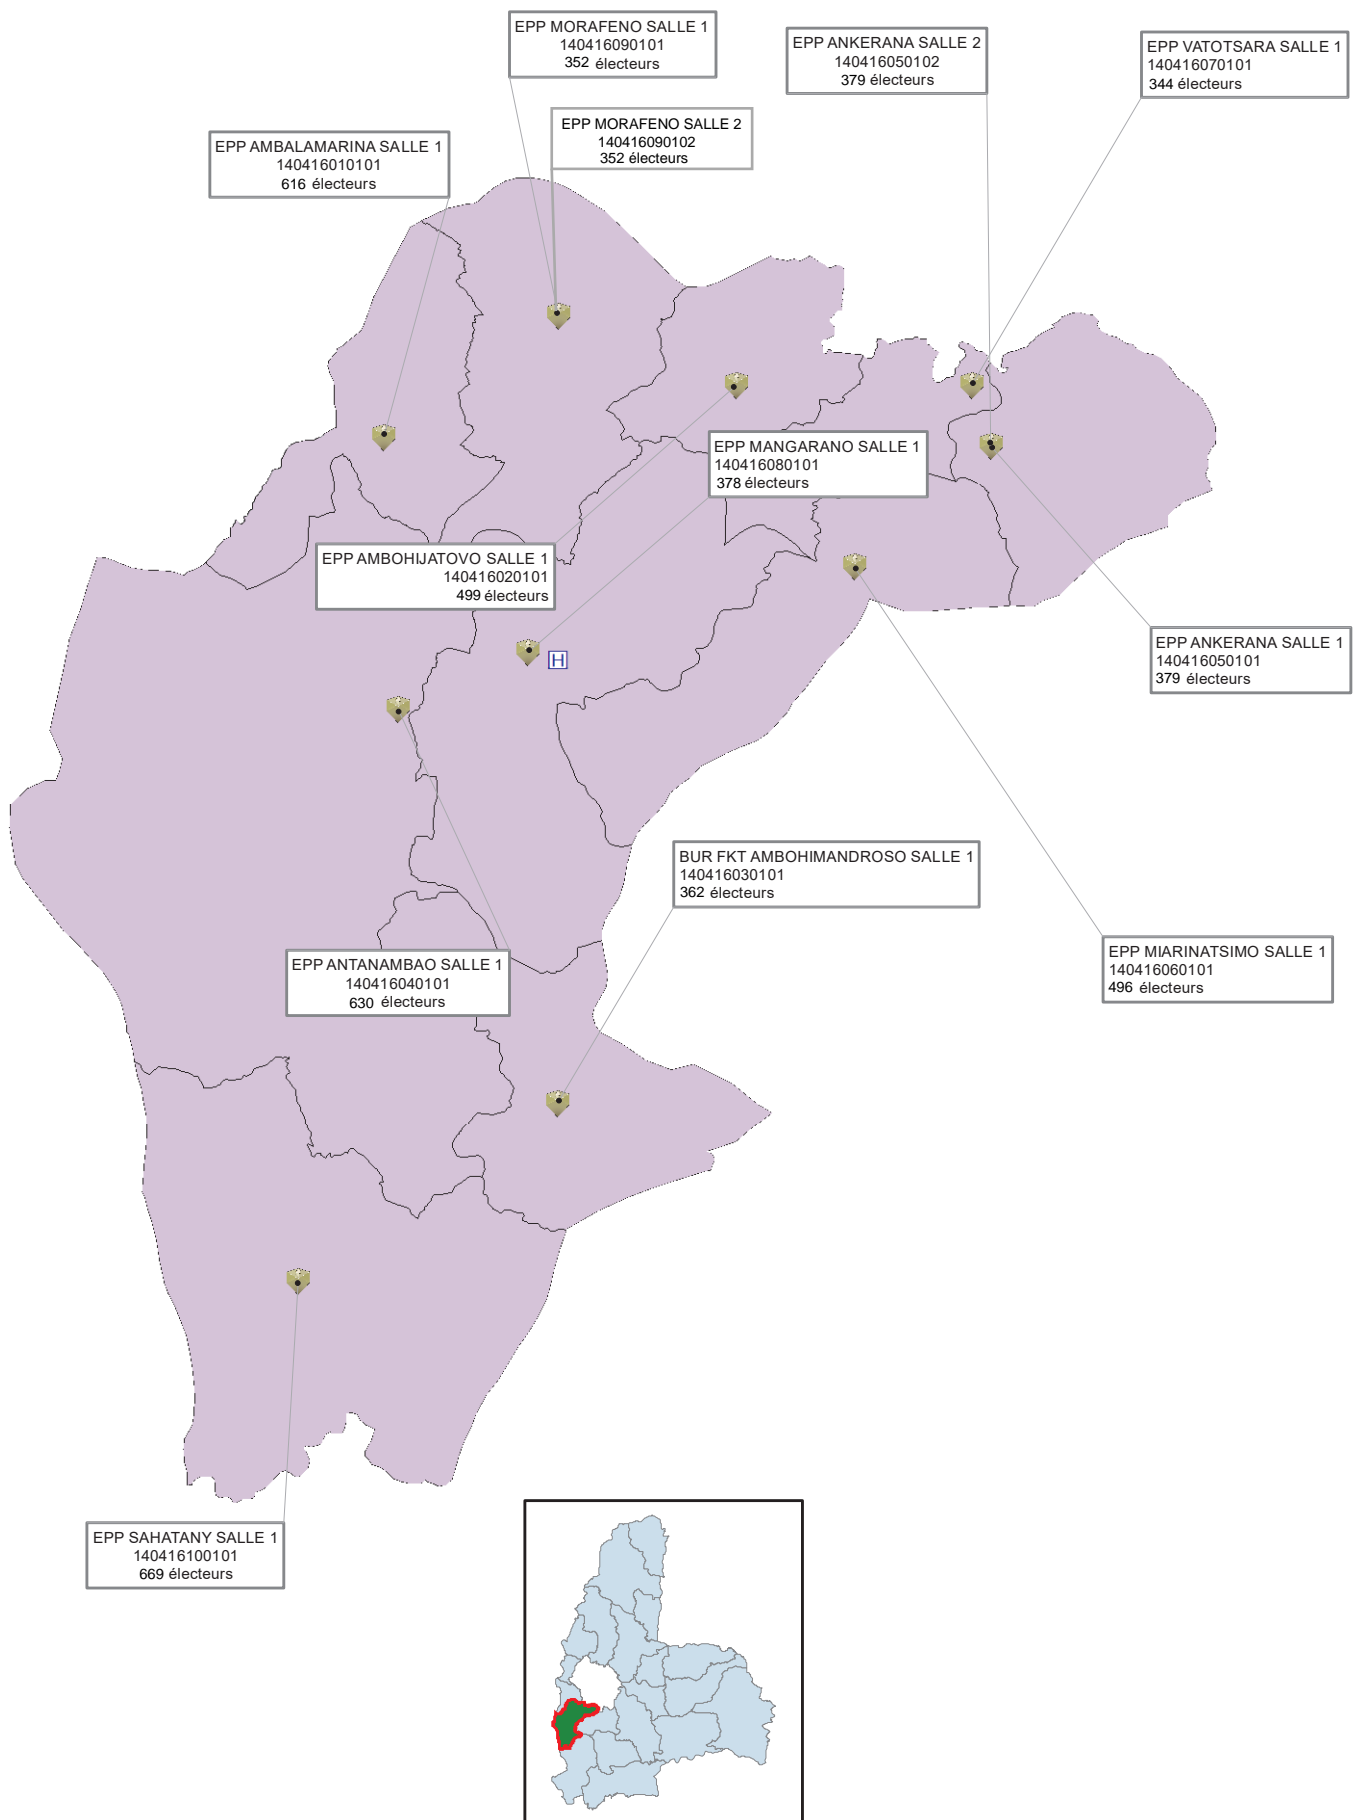 EPP MORAFENO SALLE 1
140416090101
352 électeurs
EPP ANKERANA SALLE 2
140416050102
379 électeurs
EPP VATOTSARA SALLE 1
140416070101
344 électeurs
EPP MORAFENO SALLE 2
140416090102
352 électeurs
EPP AMBALAMARINA SALLE 1
140416010101
616 électeurs
EPP MANGARANO SALLE 1
140416080101
378 électeurs
EPP AMBOHIJATOVO SALLE 1
140416020101
499 électeurs
H
EPP ANKERANA SALLE 1
140416050101
379 électeurs
BUR FKT AMBOHIMANDROSO SALLE 1
140416030101
362 électeurs
EPP MIARINATSIMO SALLE 1
140416060101
496 électeurs
EPP ANTANAMBAO SALLE 1
140416040101
630 électeurs
EPP SAHATANY SALLE 1
140416100101
669 électeurs